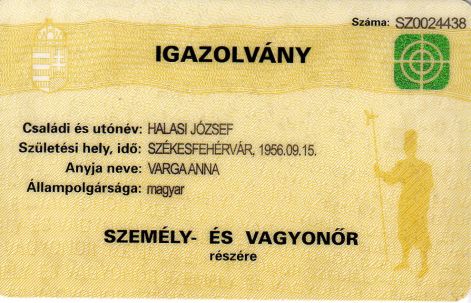 Száma: SZ0024438
IGAZOLVÁNY
Családi és utónév: HALASI JÓZSEF
Születési hely, idő: SZÉKESFEHÉRVÁR, 1956.09.15.
Anyja neve: VARGA ANNA
Állampolgársága: magyar
SZEMÉLY- ÉS VAGYONŐR
részére